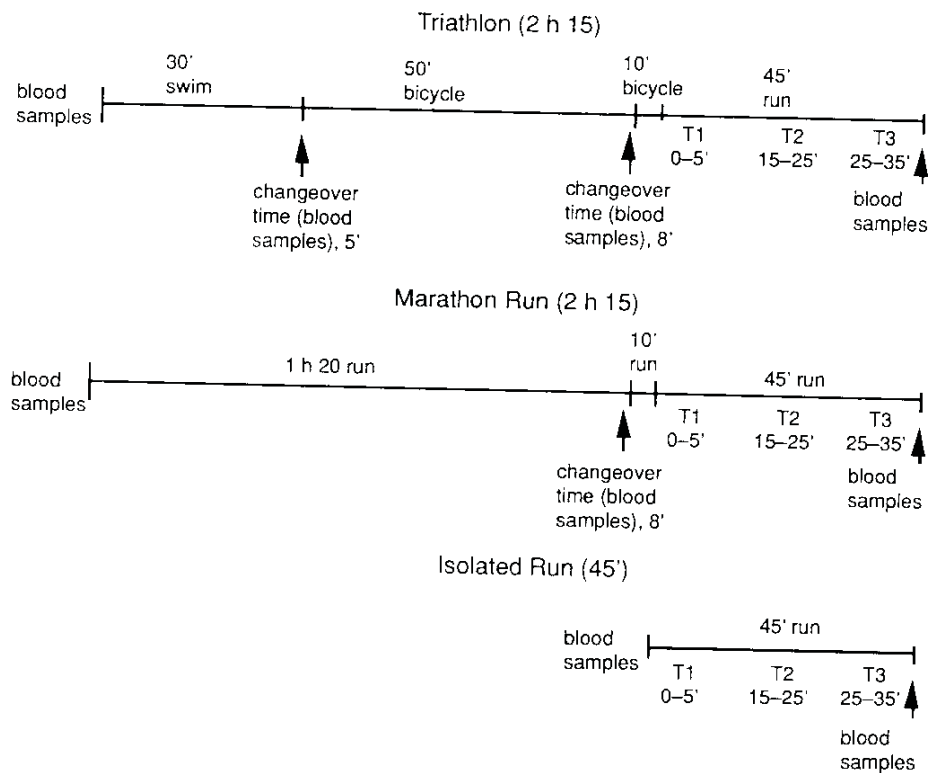 Triathlon (2 h 15)
30'
swim
50'
bicycle
10'
bicycle
45'
run
blood
samples
T1
0–5'
T2
15–25'
T3
25–35'
changeover
time (blood
samples), 5'
changeover
time (blood
samples), 8'
blood
samples
Marathon Run (2 h 15)
1 h 20 run
10'
run
45' run
blood
samples
T1
0–5'
T2
15–25'
T3
25–35'
changeover
time (blood
samples), 8'
blood
samples
Isolated Run (45')
45' run
blood
samples
T1
0–5'
T2
15–25'
T3
25–35'
blood
samples